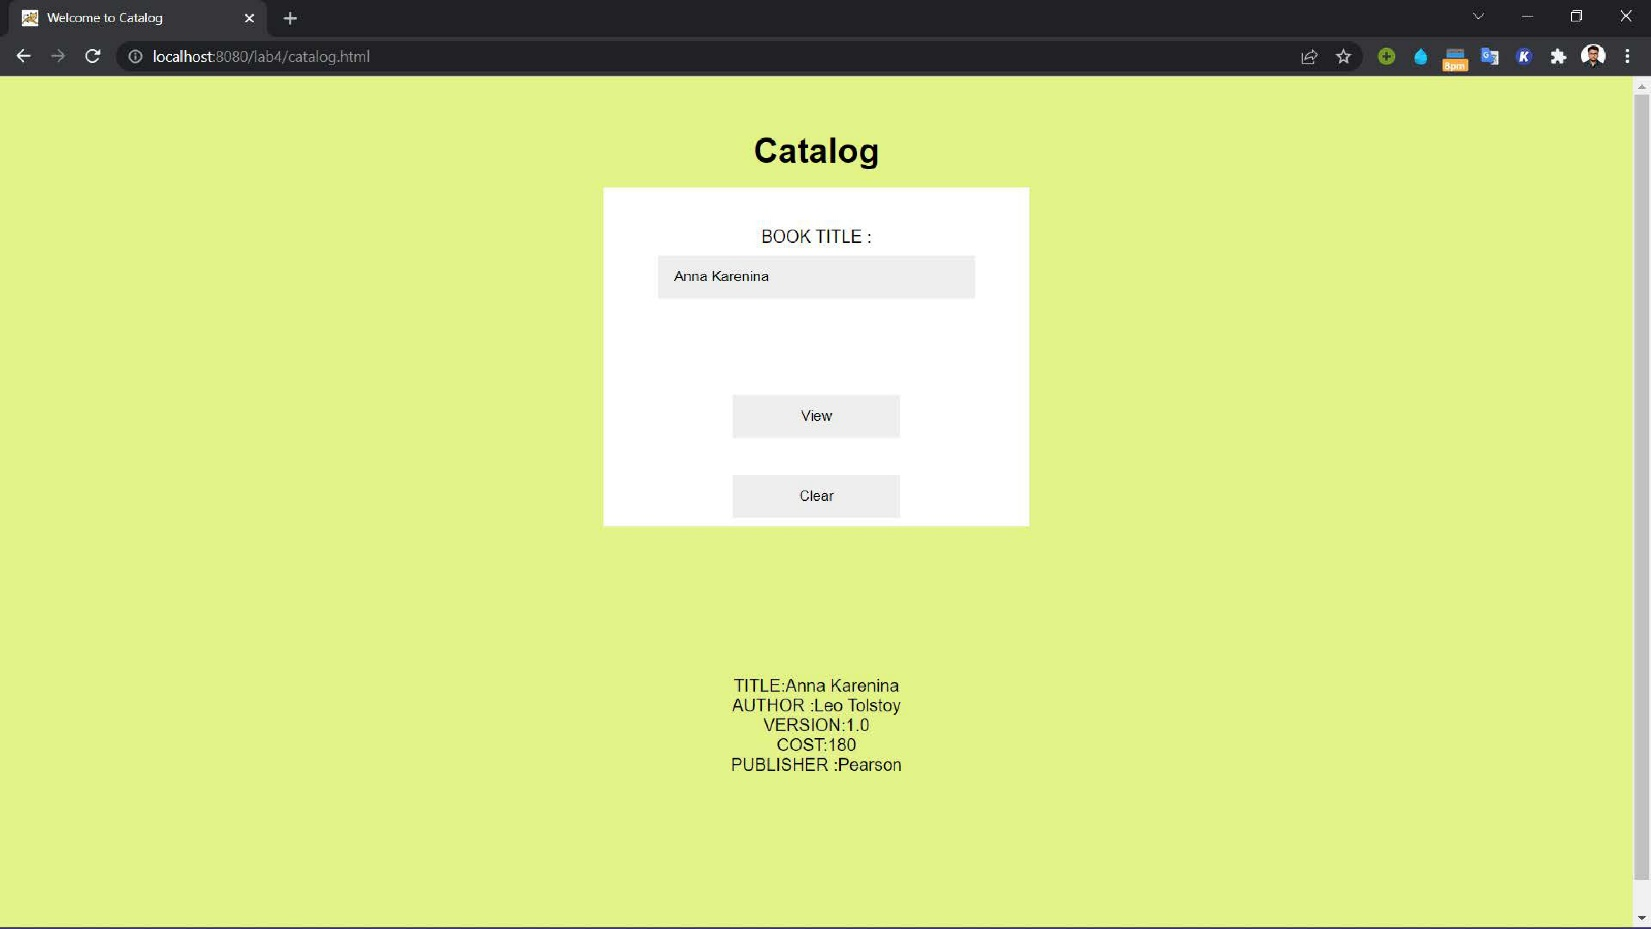 Welcome to Catalog
localhost:8080/lab4/catalog.html
8pm
G
K
Catalog
BOOK TITLE :
Anna Karenina
View
Clear
TITLE:Anna Karenina
AUTHOR :Leo Tolstoy
VERSION:1.0
COST:180
PUBLISHER :Pearson